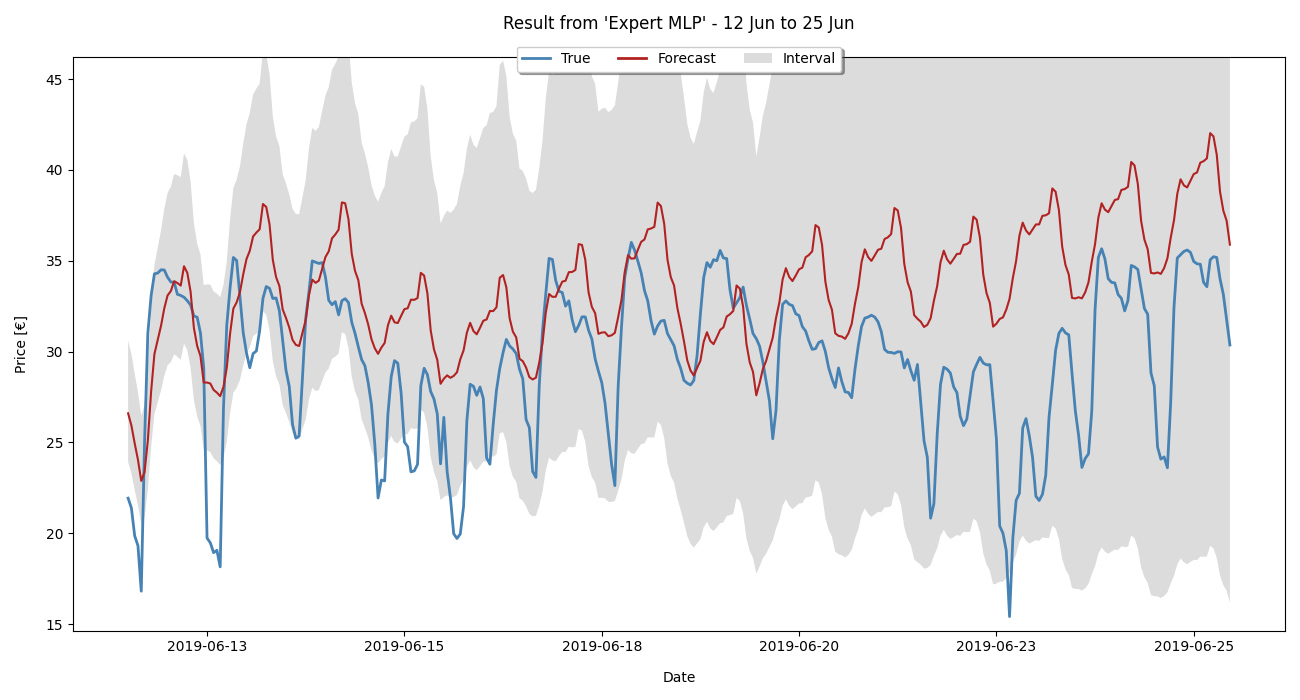 Result from 'Expert MLP' - 12 Jun to 25 Jun
True Forecast Interval
45
40
35
30
25
20
15
Price [€]
2019-06-13 2019-06-15 2019-06-18 2019-06-20 2019-06-23 2019-06-25
Date